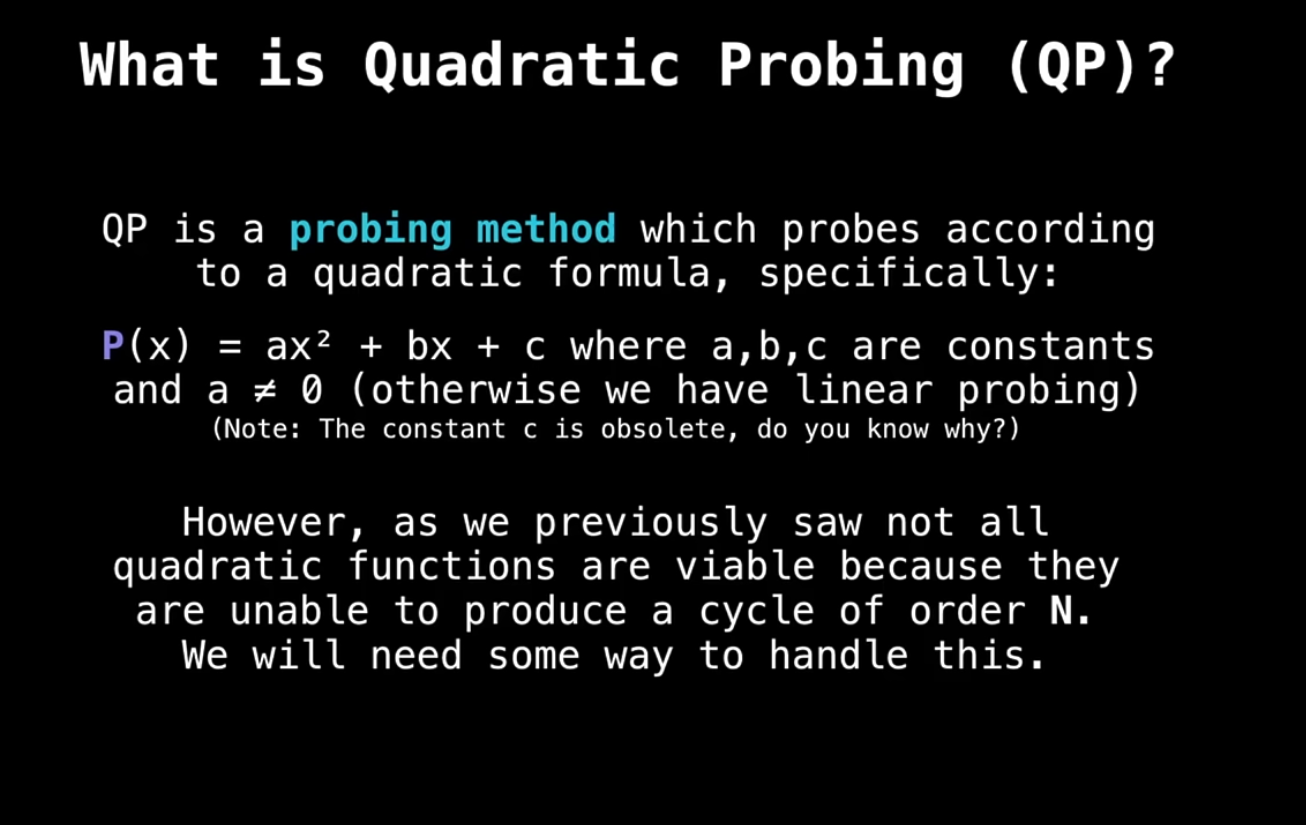 What is Quadratic Probing (QP)?
QP is a probing method which probes according
to a quadratic formula, specifically:
P(x) = ax² + bx + c where a,b,c are constants
and a ≠ 0 (otherwise we have linear probing)
(Note: The constant c is obsolete, do you know why?)
However, as we previously saw not all
quadratic functions are viable because they
are unable to produce a cycle of order N.
We will need some way to handle this.